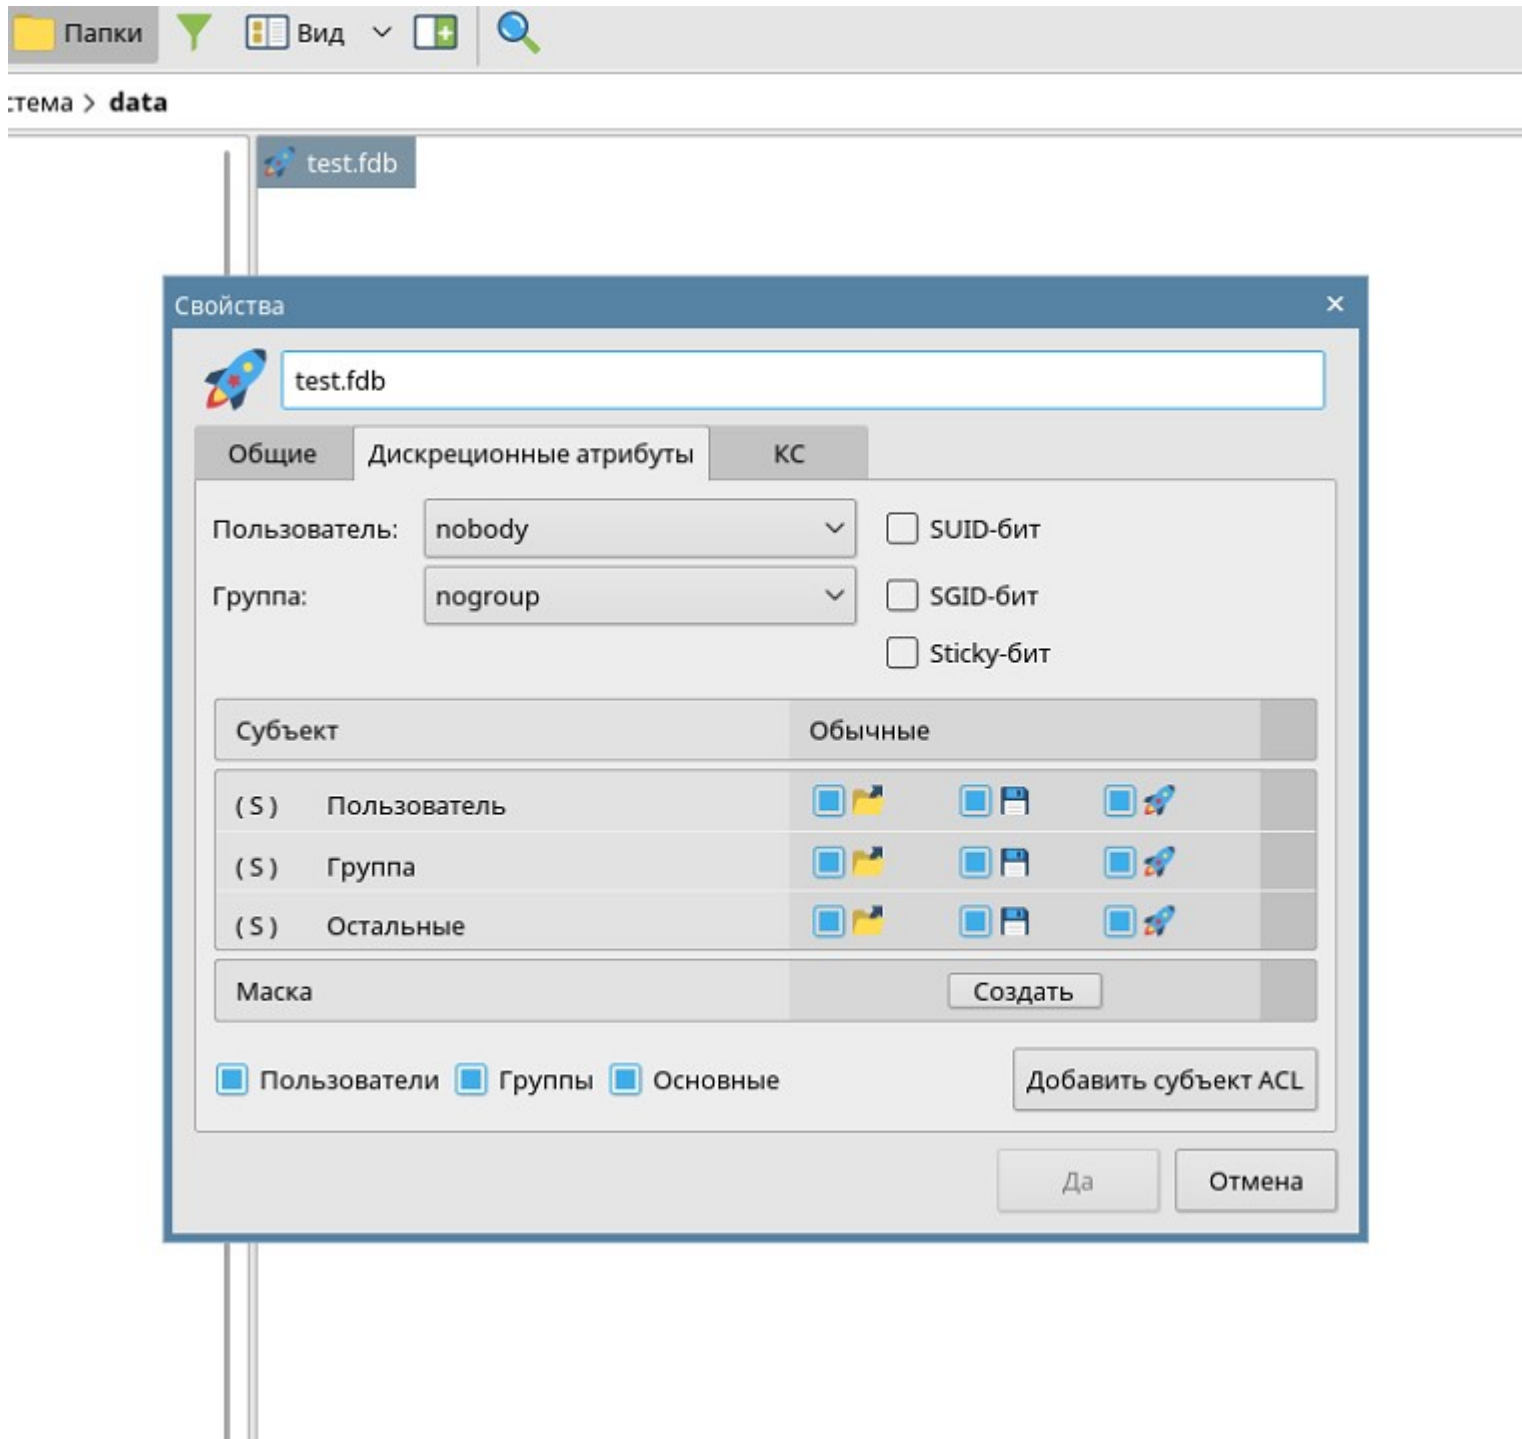 Папки Вид
стема > data
test.fdb
Свойства
test.fdb
Общие Дискреционные атрибуты КС
Пользователь: nobody SUID-бит
Группа: nogroup SGID-бит
Sticky-бит
Субъект Обычные
(S) Пользователь
(S) Группа
(S) Остальные
Маска Создать
Пользователи Группы Основные Добавить субъект ACL
Да Отмена